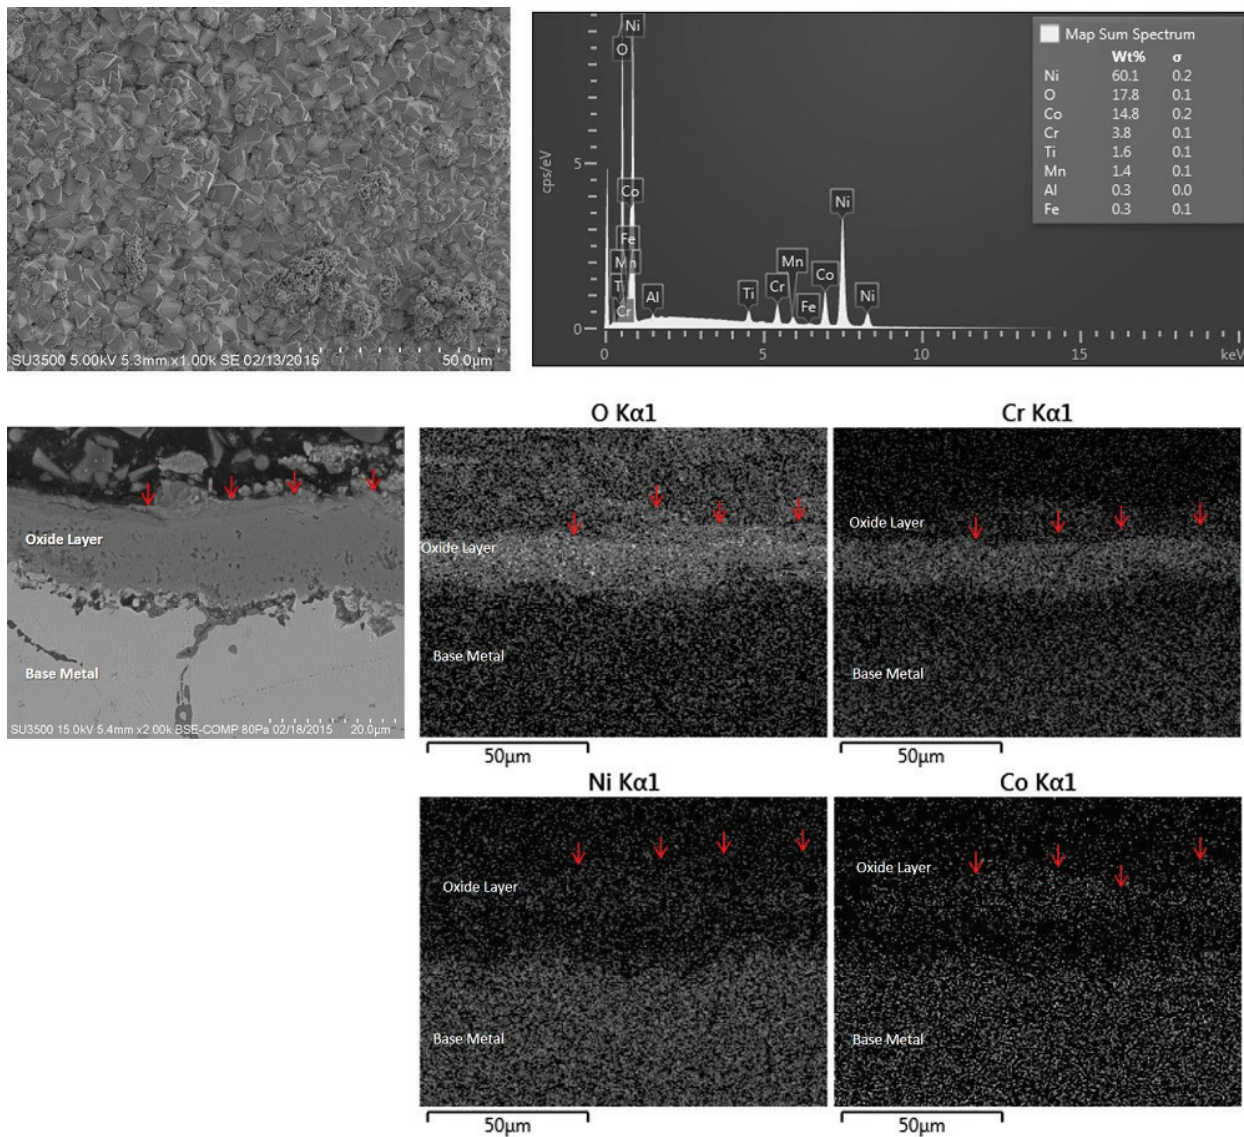 SU3500 5.00kV 5.3mm x1.00k SE 02/13/2015
50.0µm
cps/eV
5
0
O
Ni
Co
Fe
Mn
Ti
Cr
Al
Ti
Cr
Mn
Fe
Co
Ni
Ni
0
5
10
15
keV
Map Sum Spectrum
Wt% σ
Ni 60.1 0.2
O 17.8 0.1
Co 14.8 0.2
Cr 3.8 0.1
Ti 1.6 0.1
Mn 1.4 0.1
Al 0.3 0.0
Fe 0.3 0.1
Oxide Layer
Base Metal
SU3500 15.0kV 5.4mm x2.00k BSE-COMP 80Pa 02/18/2015
20.0µm
O Kα1
Oxide Layer
Base Metal
50µm
Cr Kα1
Oxide Layer
Base Metal
50µm
Ni Kα1
Oxide Layer
Base Metal
50µm
Co Kα1
Oxide Layer
Base Metal
50µm